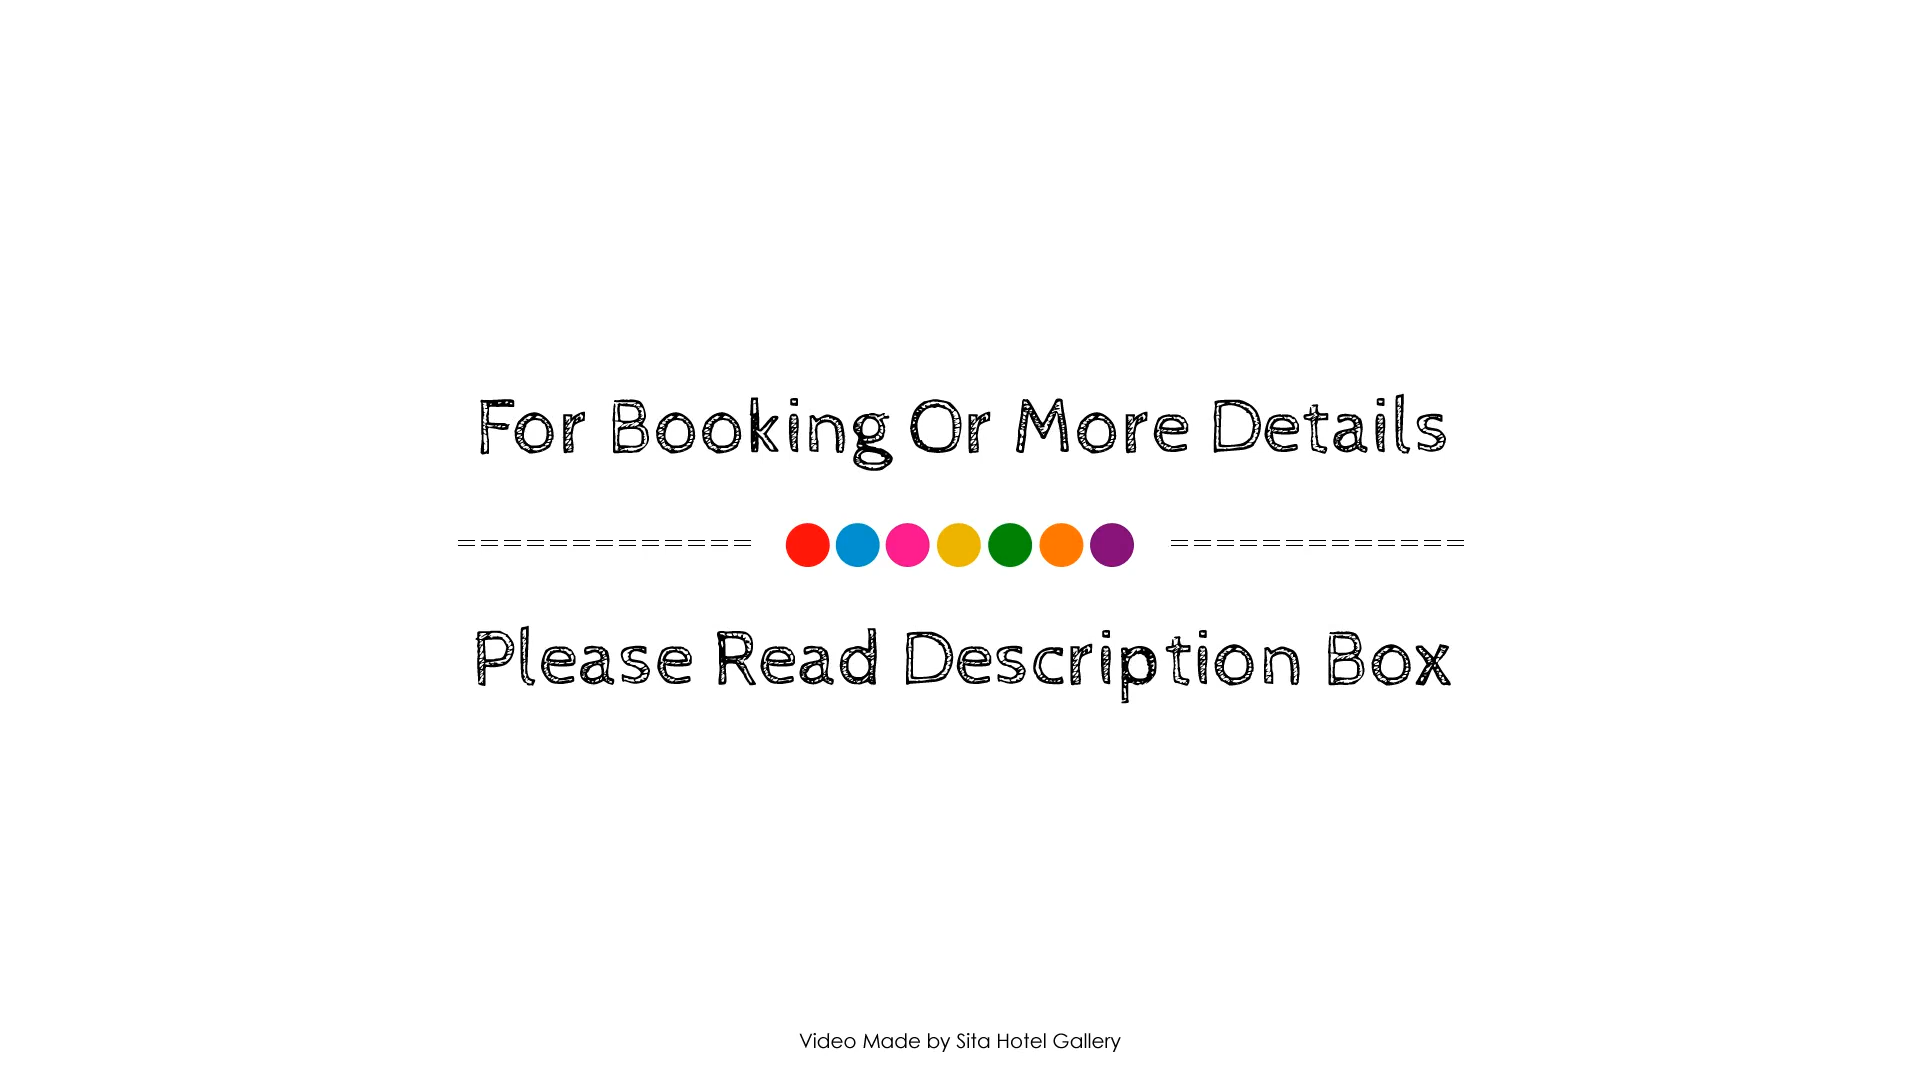 For Booking Or More Details
============= =============
Please Read Description Box
Video Made by Sita Hotel Gallery